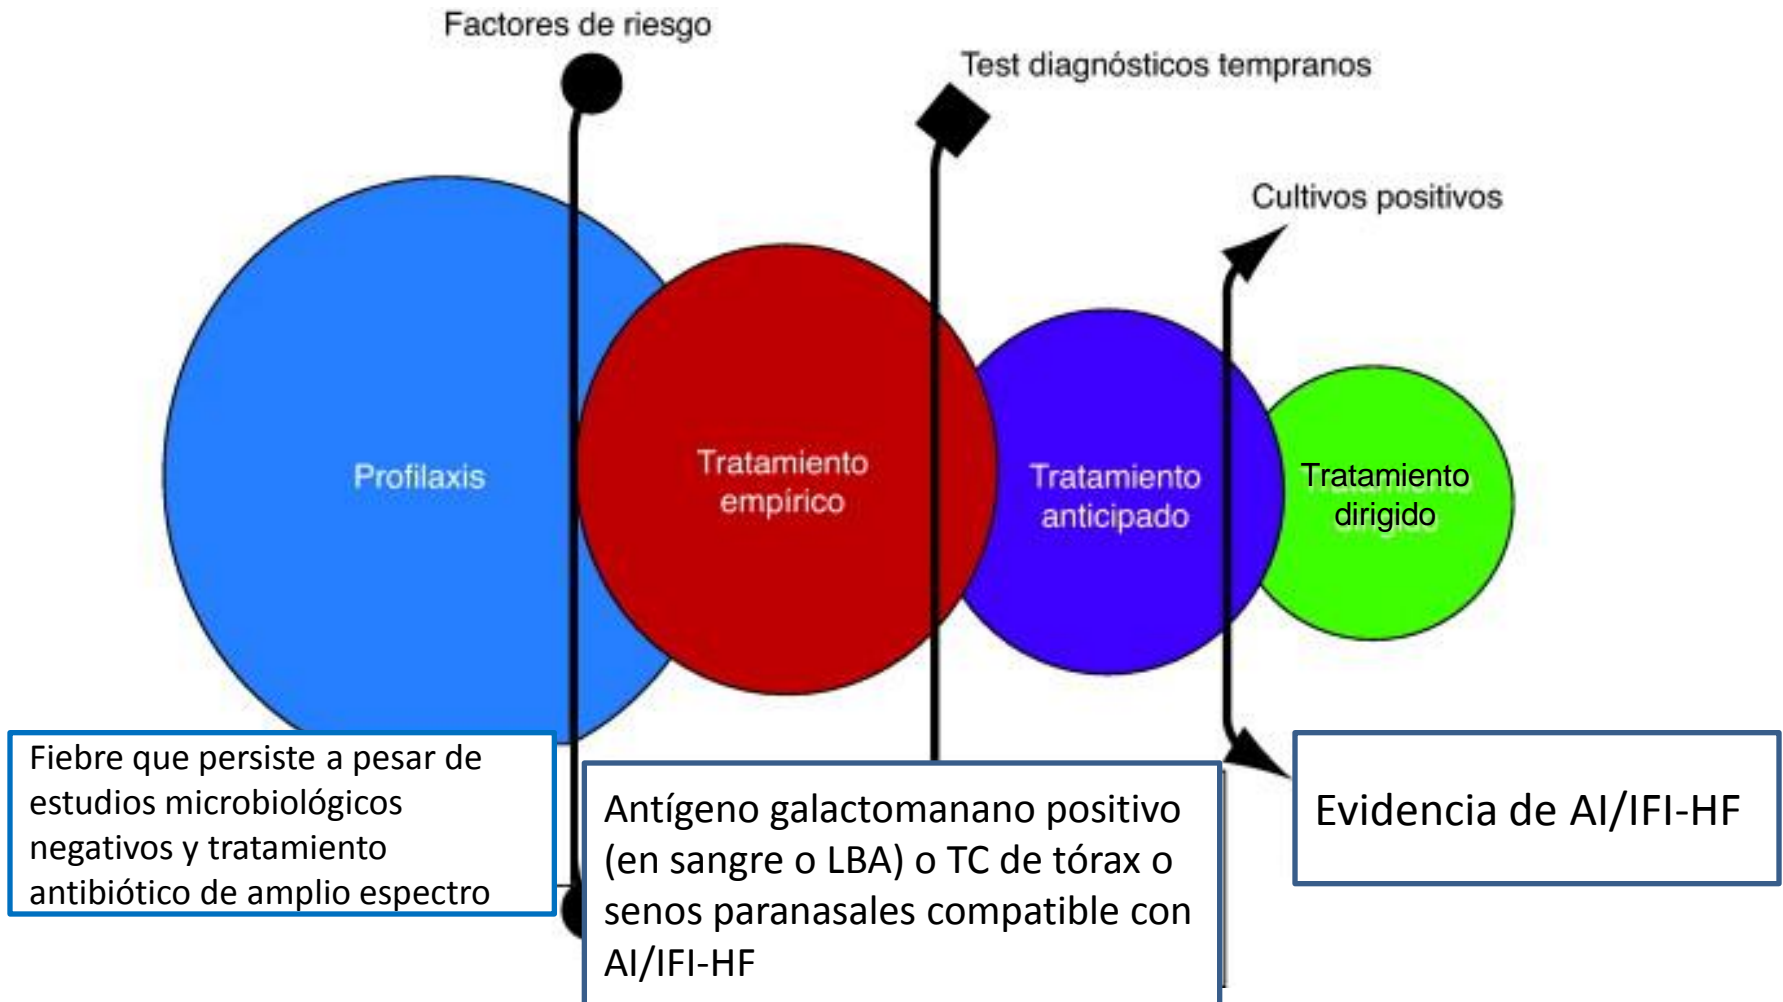 Factores de riesgo
Test diagnósticos tempranos
Cultivos positivos
Profilaxis
Tratamiento
empírico
Tratamiento
anticipado
Tratamiento
dirigido
Fiebre que persiste a pesar de
estudios microbiológicos
negativos y tratamiento
antibiótico de amplio espectro
Antígeno galactomanano positivo
(en sangre o LBA) o TC de tórax o
senos paranasales compatible con
AI/IFI-HF
Evidencia de AI/IFI-HF